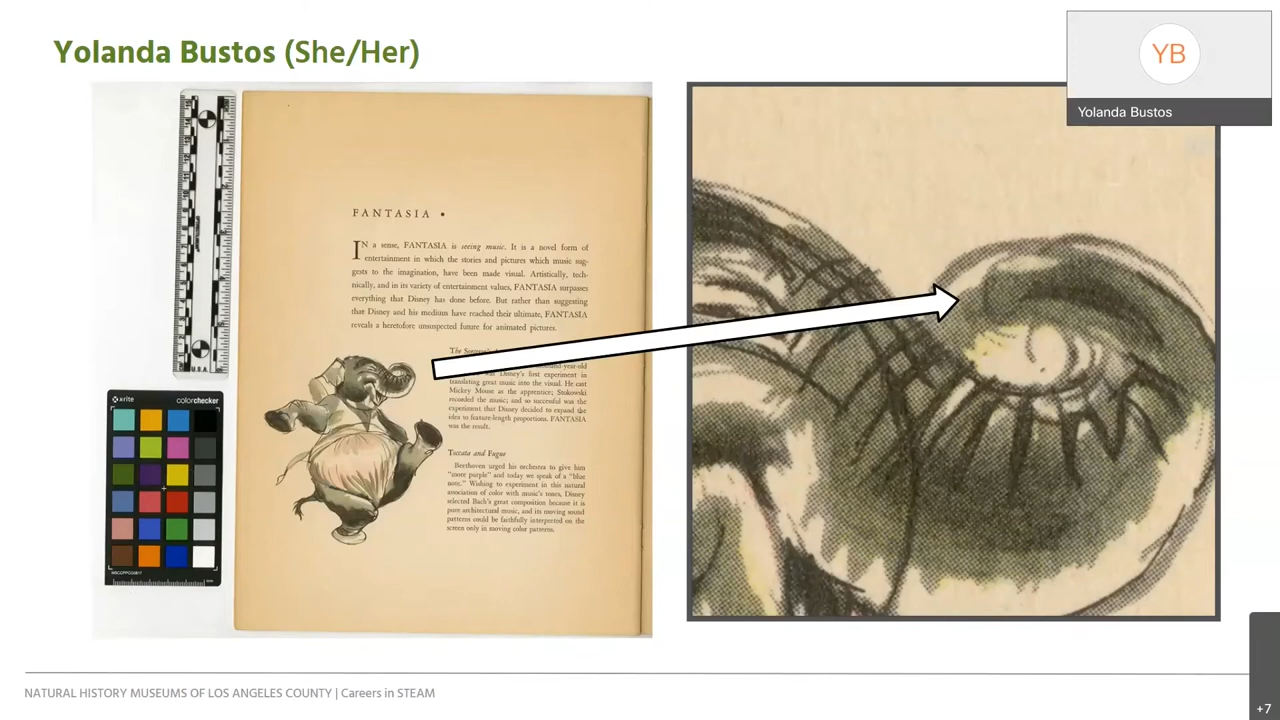 Yolanda Bustos (She/Her)
YB
Yolanda Bustos
U.S.A.
x-rite colorchecker
FANTASIA •
IN a sense, FANTASIA is seeing music. It is a novel form of
entertainment in which the stories and pictures which music sug-
gests to the imagination, have been made visual. Artistically, tech-
nically, and in its variety of entertainment values, FANTASIA surpasses
everything that Disney has done before. But rather than suggesting
that Disney and his medium have reached their ultimate, FANTASIA
reveals a heretofore unsuspected future for animated pictures.
The
year-old
Disney's first experiment in
translating great music into the visual. He cast
Mickey Mouse as the apprentice; Stokowski
recorded the music; and so successful was the
experiment that Disney decided to expand the
idea to feature-length proportions. FANTASIA
was the result.
Toccata and Fugue
Beethoven urged his orchestra to give him
"more purple" and today we speak of a "blue
note." Wishing to experiment in this natural
association of color with music's tones, Disney
selected Bach's great composition because it is
pure architectural music, and its moving sound
patterns could be faithfully interpreted on the
screen only in moving color patterns.
NATURAL HISTORY MUSEUMS OF LOS ANGELES COUNTY | Careers in STEAM
+7